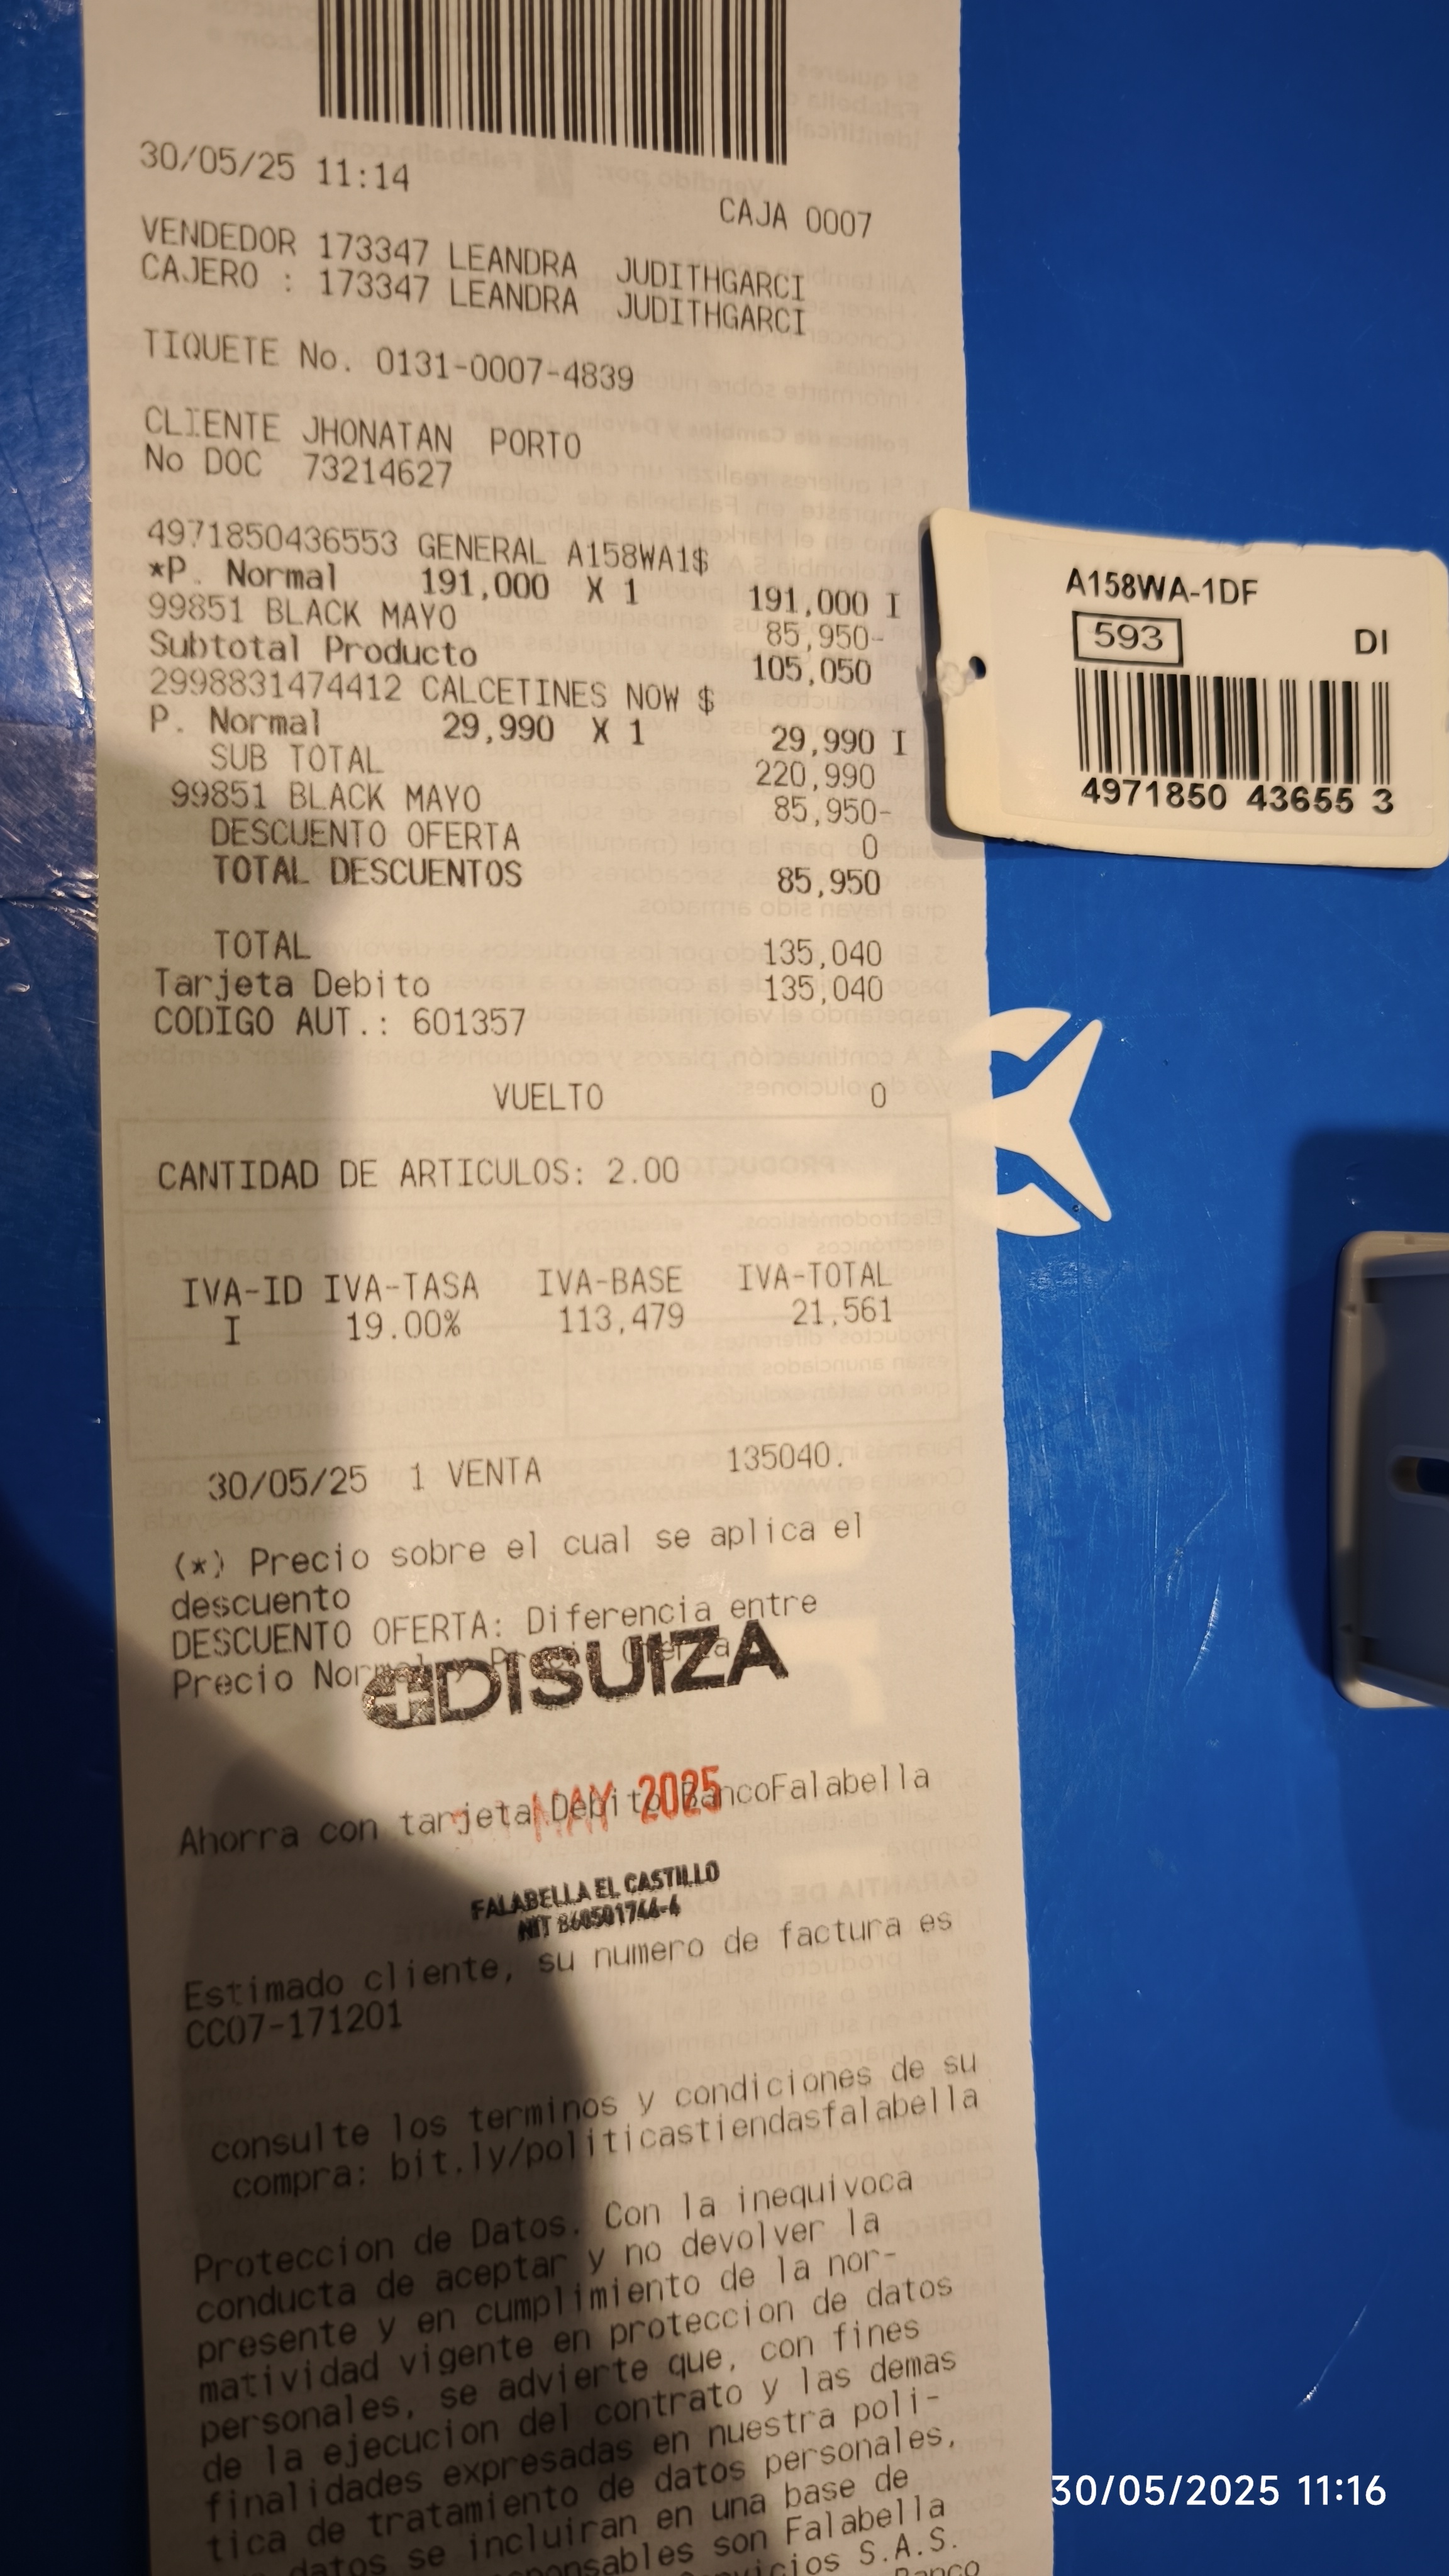 30/05/25 11:14
CAJA 0007
VENDEDOR 173347 LEANDRA JUDITHGARCI
CAJERO : 173347 LEANDRA JUDITHGARCI
TIQUETE No. 0131-0007-4839
CLIENTE JHONATAN PORTO
No DOC 73214627
4971850436553 GENERAL A158WA1$
*P. Normal 191,000 X 1 191,000 I
99851 BLACK MAYO 85,950-
Subtotal Producto 105,050
2998831474412 CALCETINES NOW $
P. Normal 29,990 X 1 29,990 I
SUB TOTAL 220,990
99851 BLACK MAYO 85,950-
DESCUENTO OFERTA 0
TOTAL DESCUENTOS 85,950
TOTAL 135,040
Tarjeta Debito 135,040
CODIGO AUT.: 601357
VUELTO 0
CANTIDAD DE ARTICULOS: 2.00
IVA-ID IVA-TASA IVA-BASE IVA-TOTAL
I 19.00% 113,479 21,561
30/05/25 1 VENTA 135040.
(*) Precio sobre el cual se aplica el
descuento
DESCUENTO OFERTA: Diferencia entre
Precio Normal y Precio Oferta
DISUIZA
MAY 2025
Ahorra con tarjeta Debito BancoFalabella
FALABELLA EL CASTILLO
NIT 860501744-4
Estimado cliente, su numero de factura es
CC07-171201
consulte los terminos y condiciones de su
compra: bit.ly/politicastiendasfalabella
Proteccion de Datos. Con la inequivoca
conducta de aceptar y no devolver la
presente y en cumplimiento de la nor-
matividad vigente en proteccion de datos
personales, se advierte que, con fines
de la ejecucion del contrato y las demas
finalidades expresadas en nuestra poli-
tica de tratamiento de datos personales,
datos se incluiran en una base de
son Falabella
S.A.S.
Banco
A158WA-1DF
593 DI
4971850 43655 3
30/05/2025 11:16